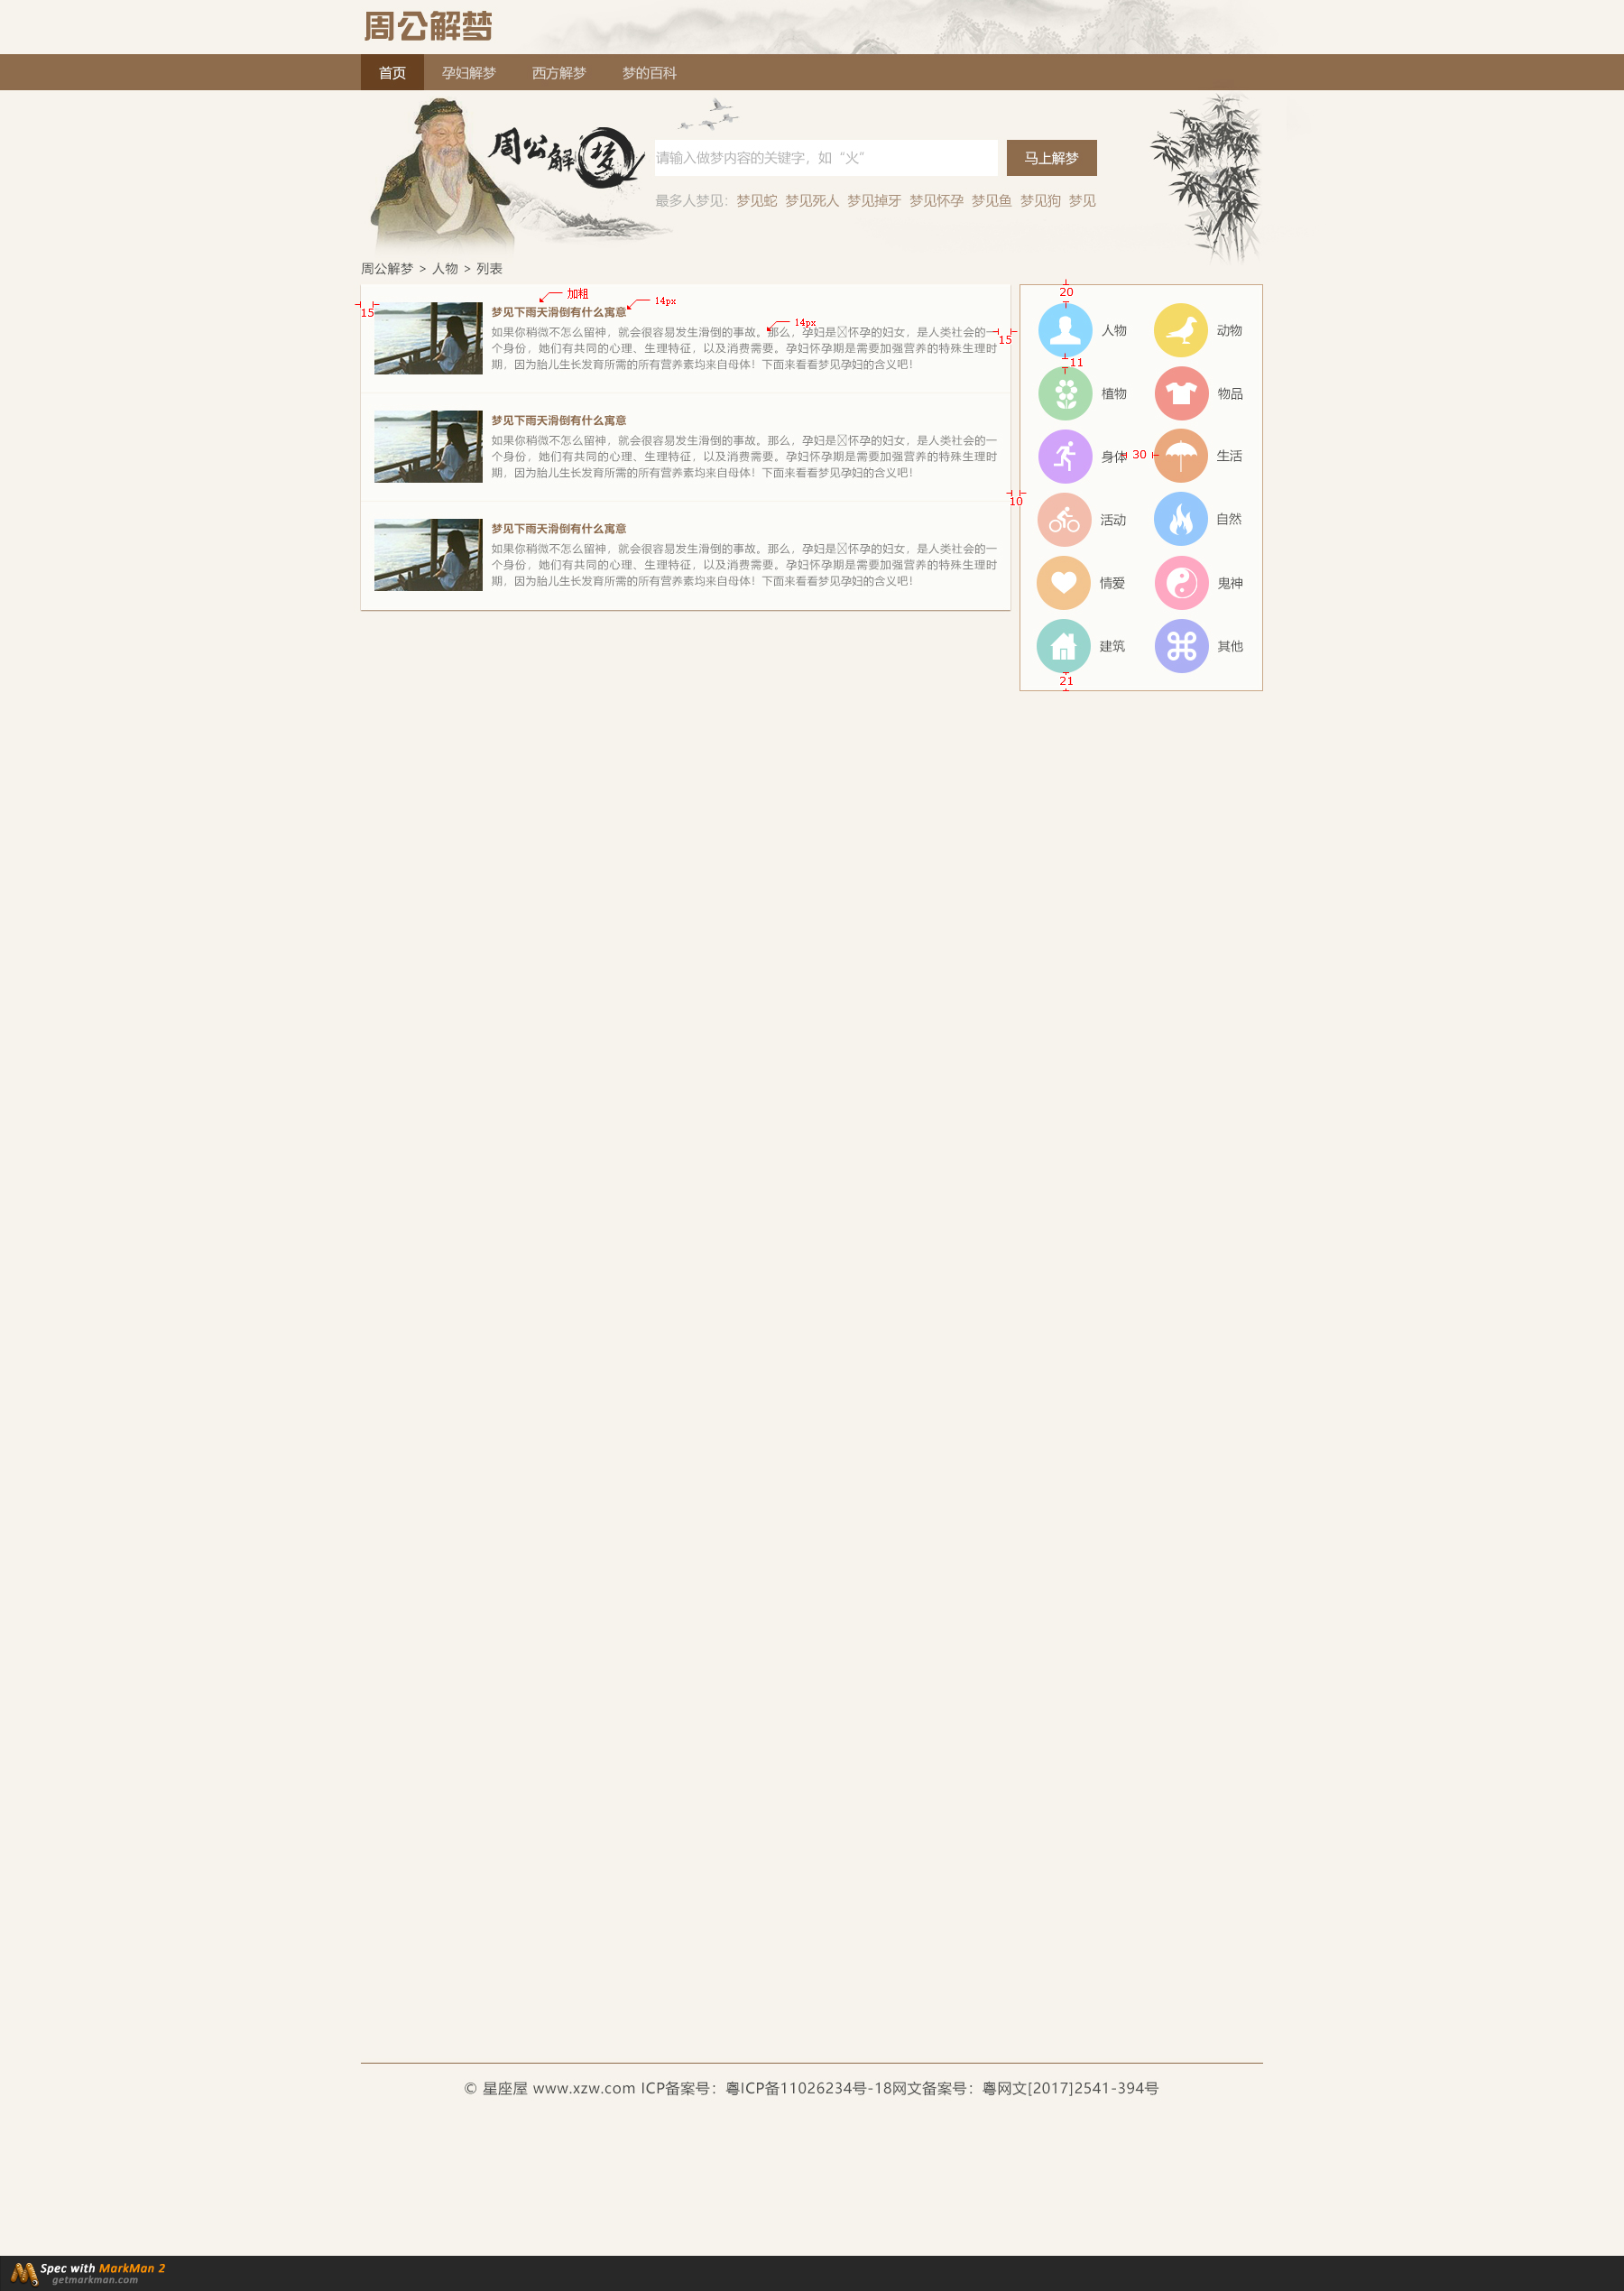 周公解梦
首页 孕妇解梦 西方解梦 梦的百科
周公解梦
请输入做梦内容的关键字，如“火” 马上解梦
最多人梦见：梦见蛇 梦见死人 梦见掉牙 梦见怀孕 梦见鱼 梦见狗 梦见
周公解梦 > 人物 > 列表
15
加粗
14px
梦见下雨天滑倒有什么寓意
14px
如果你稍微不怎么留神，就会很容易发生滑倒的事故。那么，孕妇是怀孕的妇女，是人类社会的一
个身份，她们有共同的心理、生理特征，以及消费需要。孕妇怀孕期是需要加强营养的特殊生理时
期，因为胎儿生长发育所需的所有营养素均来自母体！下面来看看梦见孕妇的含义吧！
15
梦见下雨天滑倒有什么寓意
如果你稍微不怎么留神，就会很容易发生滑倒的事故。那么，孕妇是怀孕的妇女，是人类社会的一
个身份，她们有共同的心理、生理特征，以及消费需要。孕妇怀孕期是需要加强营养的特殊生理时
期，因为胎儿生长发育所需的所有营养素均来自母体！下面来看看梦见孕妇的含义吧！
10
梦见下雨天滑倒有什么寓意
如果你稍微不怎么留神，就会很容易发生滑倒的事故。那么，孕妇是怀孕的妇女，是人类社会的一
个身份，她们有共同的心理、生理特征，以及消费需要。孕妇怀孕期是需要加强营养的特殊生理时
期，因为胎儿生长发育所需的所有营养素均来自母体！下面来看看梦见孕妇的含义吧！
20
人物 动物
11
植物 物品
身体 30 生活
活动 自然
情爱 鬼神
建筑 其他
21
© 星座屋 www.xzw.com ICP备案号：粤ICP备11026234号-18网文备案号：粤网文[2017]2541-394号
Spec with MarkMan 2
getmarkman.com